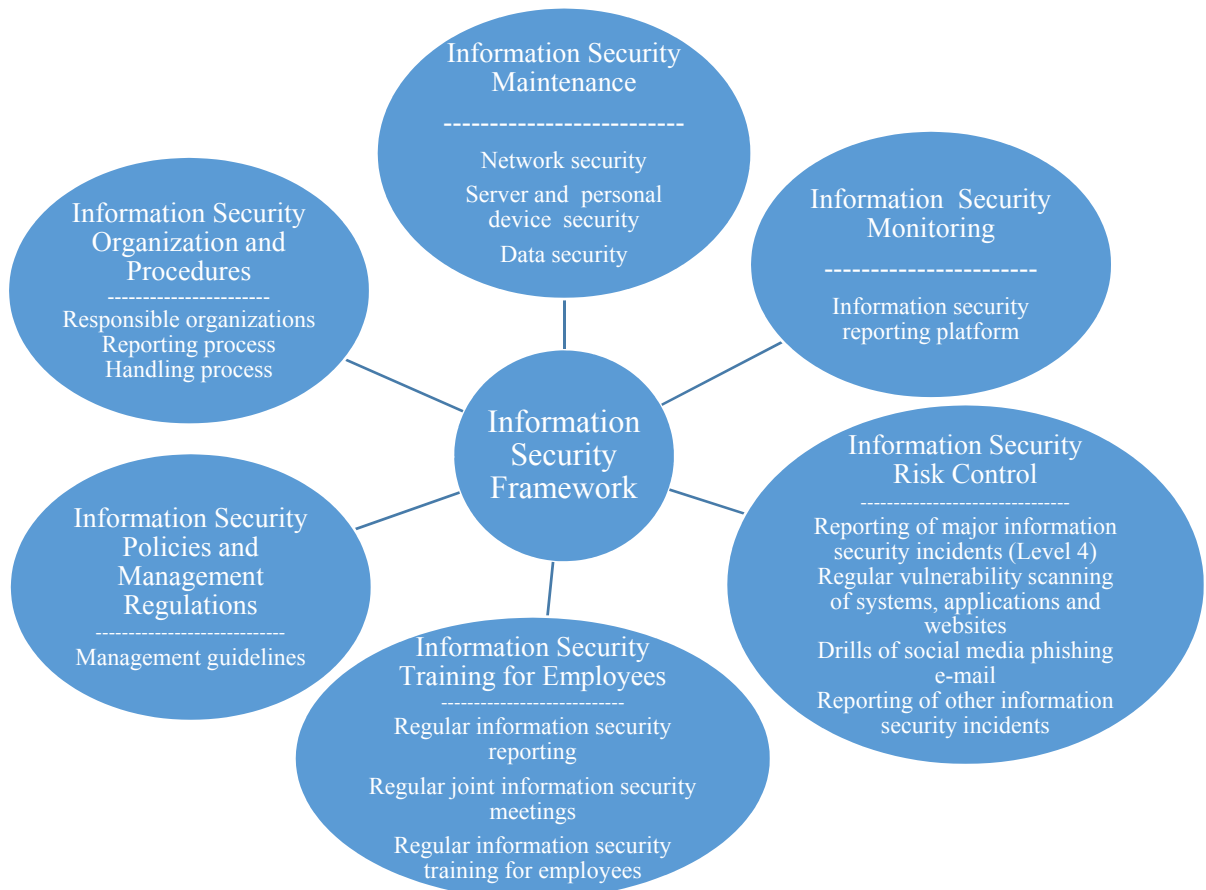 Information Security
Maintenance
--------------------------
Network security
Server and personal
device security
Data security
Information Security
Monitoring
-----------------------
Information security
reporting platform
Information Security
Risk Control
-------------------------------
Reporting of major information
security incidents (Level 4)
Regular vulnerability scanning
of systems, applications and
websites
Drills of social media phishing
e-mail
Reporting of other information
security incidents
Information Security
Training for Employees
----------------------------
Regular information security
reporting
Regular joint information security
meetings
Regular information security
training for employees
Information Security
Policies and
Management
Regulations
-----------------------------
Management guidelines
Information Security
Organization and
Procedures
-----------------------
Responsible organizations
Reporting process
Handling process
Information
Security
Framework